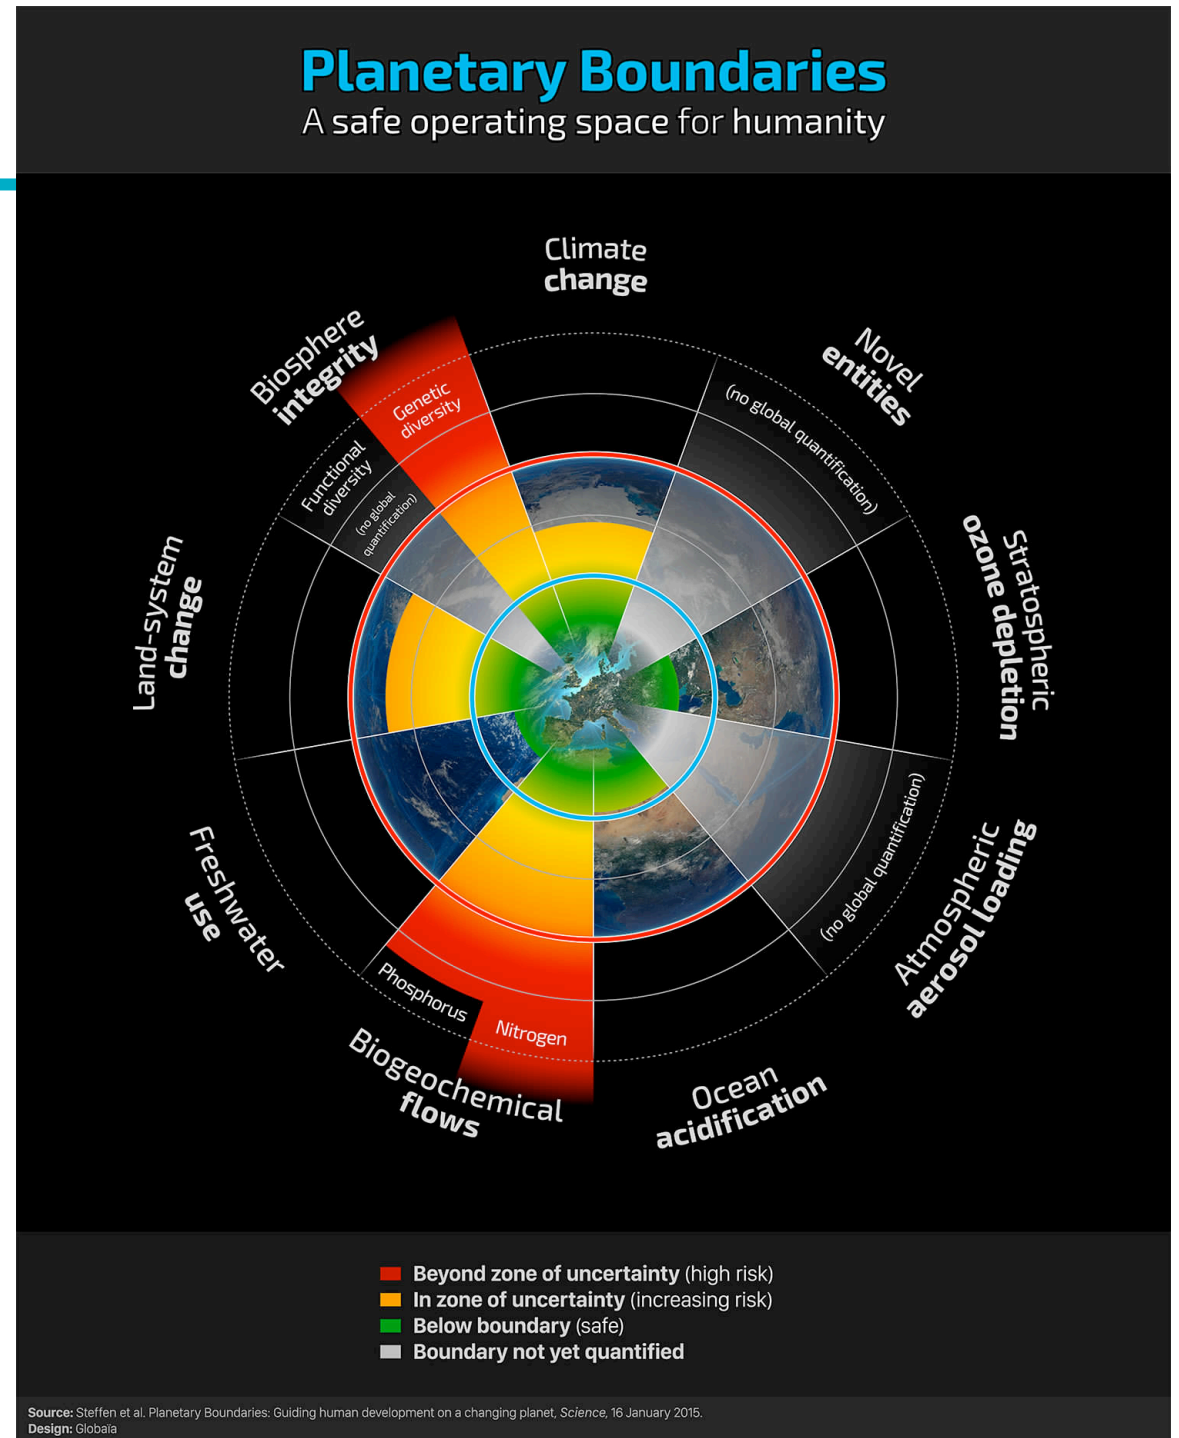 Planetary Boundaries
A safe operating space for humanity
Climate
change
Novel
entities
(no global quantification)
Stratospheric
ozone depletion
Atmospheric
aerosol loading
(no global quantification)
Ocean
acidification
Biogeochemical
flows
Nitrogen
Phosphorus
Freshwater
use
Land-system
change
Biosphere
integrity
Functional
diversity
(no global
quantification)
Genetic
diversity
Beyond zone of uncertainty (high risk)
In zone of uncertainty (increasing risk)
Below boundary (safe)
Boundary not yet quantified
Source: Steffen et al. Planetary Boundaries: Guiding human development on a changing planet, Science, 16 January 2015.
Design: Globaïa